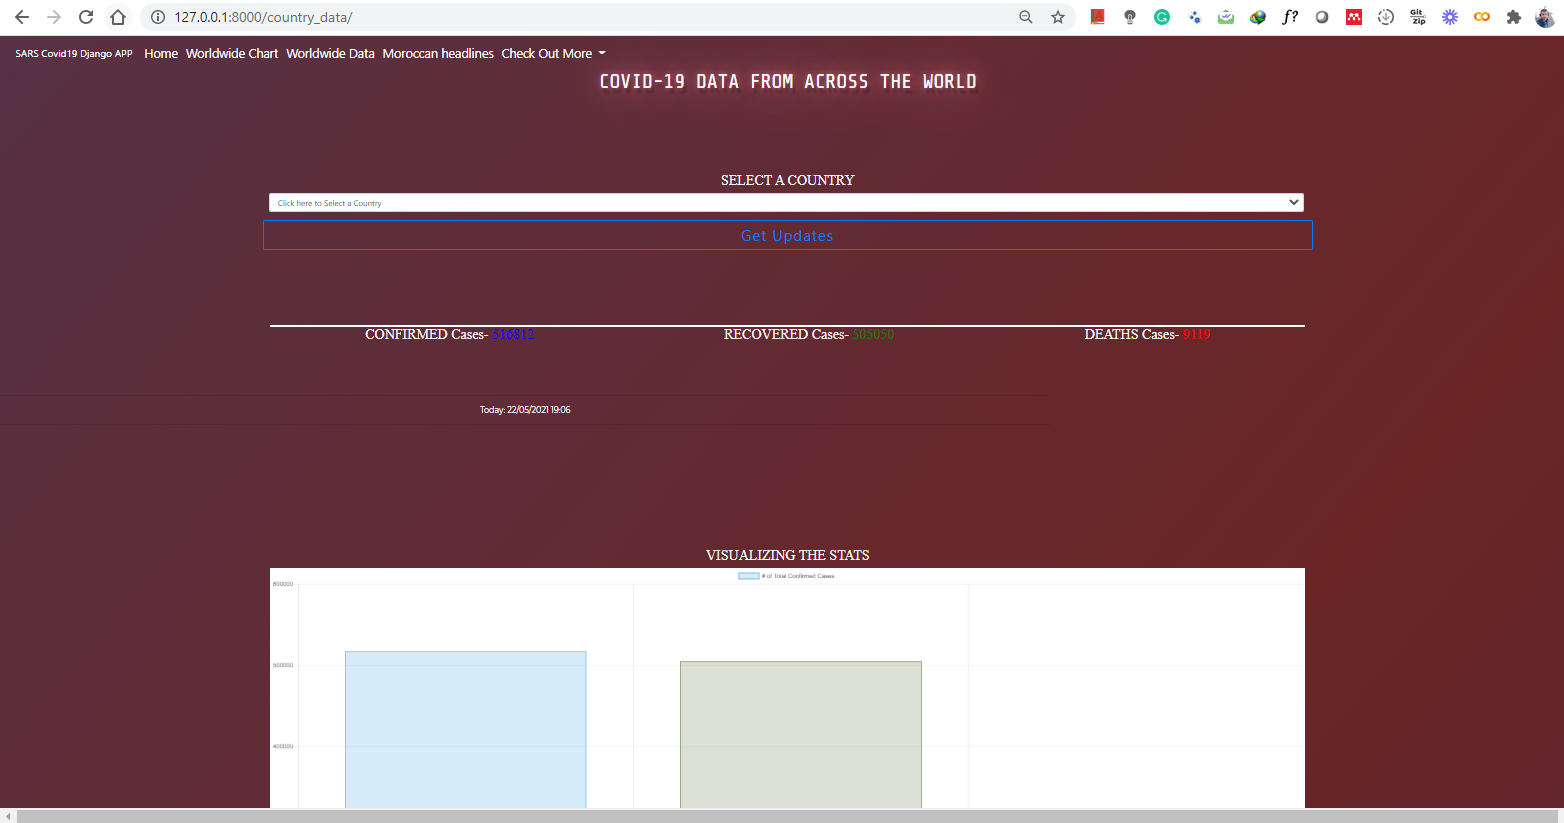 127.0.0.1:8000/country_data/
Git
Zip
f?
SARS Covid19 Django APP Home Worldwide Chart Worldwide Data Moroccan headlines Check Out More
COVID-19 DATA FROM ACROSS THE WORLD
SELECT A COUNTRY
Click here to Select a Country
Get Updates
CONFIRMED Cases- 516812 RECOVERED Cases- 505050 DEATHS Cases- 9119
Today: 22/05/2021 19:06
VISUALIZING THE STATS
# of Total Confirmed Cases
600000
500000
400000